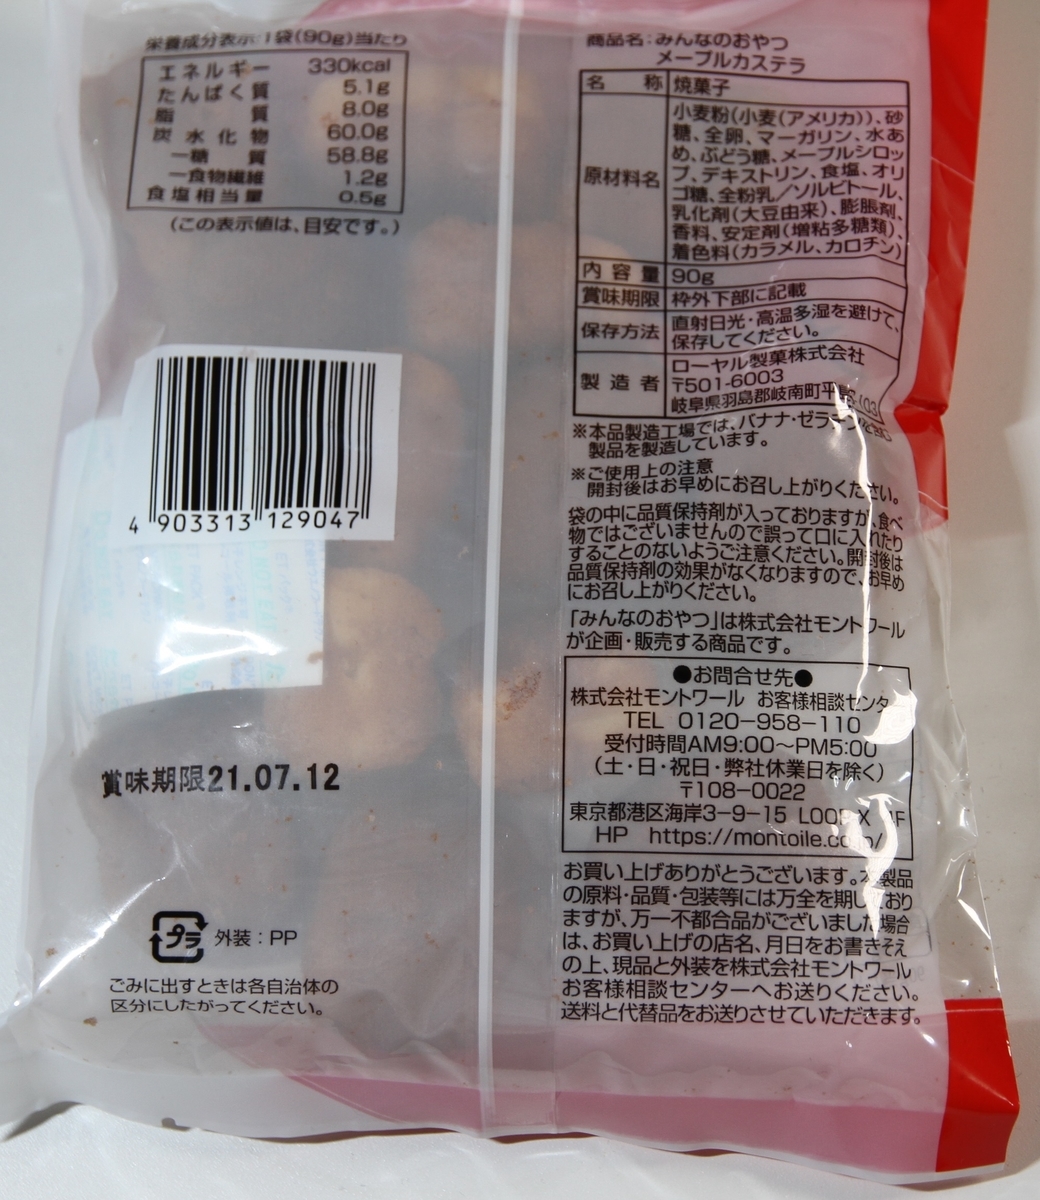 栄養成分表示:1袋(90g)当たり
エネルギー 330kcal
たんぱく質 5.1g
脂質 8.0g
炭水化物 60.0g
―糖質 58.8g
―食物繊維 1.2g
食塩相当量 0.5g
(この表示値は、目安です。)
4 903313 129047
賞味期限21.07.12
プラ 外装:PP
ごみに出すときは各自治体の
区分にしたがってください。
商品名:みんなのおやつ
メープルカステラ
名称 焼菓子
原材料名 小麦粉(小麦(アメリカ))、砂
糖、全卵、マーガリン、水あ
め、ぶどう糖、メープルシロッ
プ、デキストリン、食塩、オリ
ゴ糖、全粉乳/ソルビトール、
乳化剤(大豆由来)、膨脹剤、
香料、安定剤(増粘多糖類)、
着色料(カラメル、カロチン)
内容量 90g
賞味期限 枠外下部に記載
保存方法 直射日光・高温多湿を避けて、
保存してください。
製造者 ローヤル製菓株式会社
〒501-6003
岐阜県羽島郡岐南町平
※本品製造工場では、バナナ・ゼラチンを含む
製品を製造しています。
※ご使用上の注意
開封後はお早めにお召し上がりください。
袋の中に品質保持剤が入っておりますが、食べ
物ではございませんので誤って口に入れたり
することのないようご注意ください。開封後は
品質保持剤の効果がなくなりますので、お早め
にお召し上がりください。
「みんなのおやつ」は株式会社モントワール
が企画・販売する商品です。
●お問合せ先●
株式会社モントワール お客様相談センター
TEL 0120-958-110
受付時間AM9:00~PM5:00
(土・日・祝日・弊社休業日を除く)
〒108-0022
東京都港区海岸3-9-15
HP https://montoile.co.jp/
お買い上げありがとうございます。本製品
の原料・品質・包装等には万全を期しており
ますが、万一不都合品がございました場合
は、お買い上げの店名、月日をお書きそえ
の上、現品と外装を株式会社モントワール
お客様相談センターへお送りください。
送料と代替品をお送りさせていただきます。